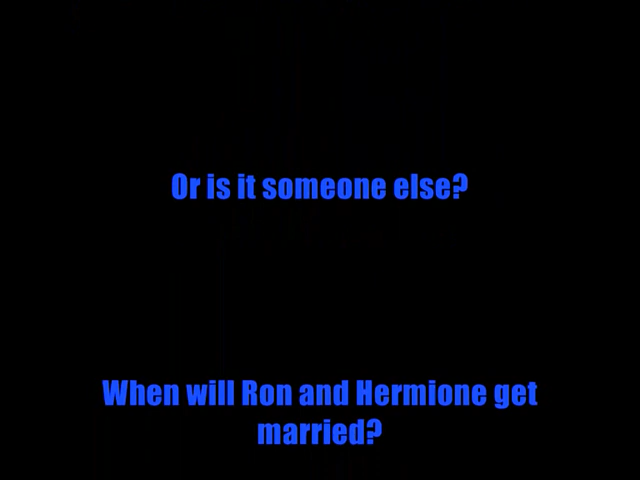 Or is it someone else?
When will Ron and Hermione get
married?